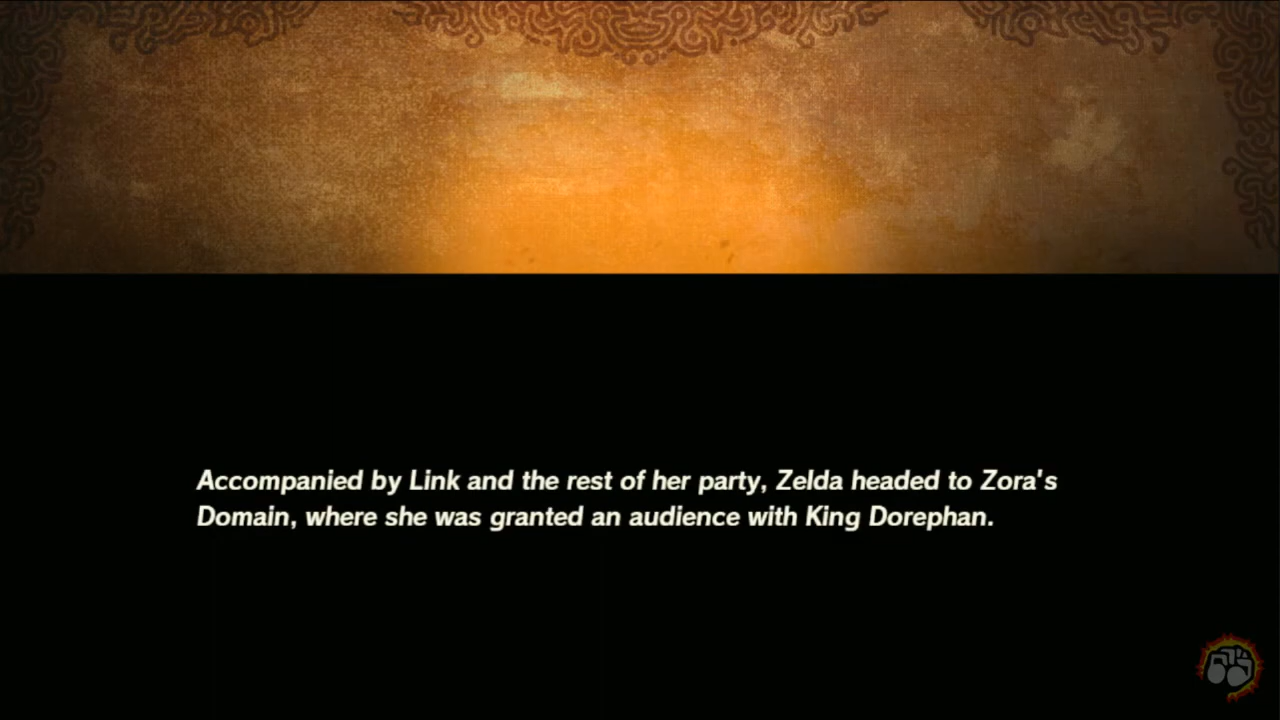 Accompanied by Link and the rest of her party, Zelda headed to Zora's
Domain, where she was granted an audience with King Dorephan.